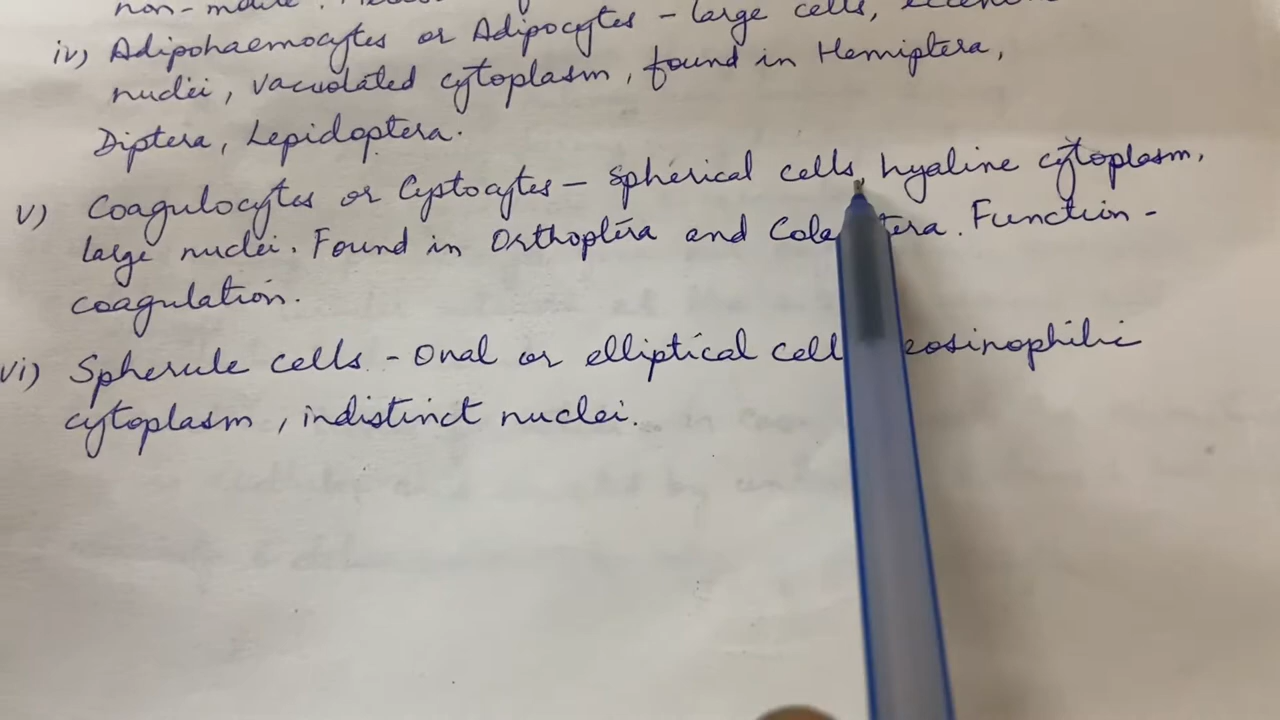 non-motile.
iv) Adipohaemocytes or Adipocytes - large cells,
nuclei, vacuolated cytoplasm, found in Hemiptera,
Diptera, Lepidoptera.
v) Coagulocytes or Cystocytes - Spherical cells, hyaline cytoplasm,
large nuclei. Found in Orthoptera and Function -
coagulation.
vi) Spherule cells - Oval or elliptical
cytoplasm, indistinct nuclei.